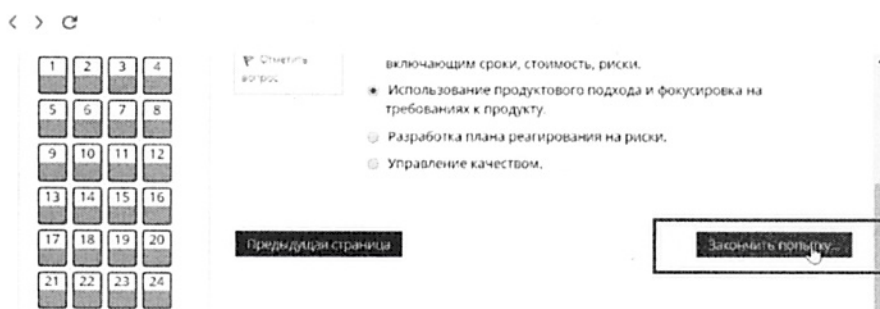 1 2 3 4
5 6 7 8
9 10 11 12
13 14 15 16
17 18 19 20
21 22 23 24
Отметить
вопрос
включающим сроки, стоимость, риски.
Использование продуктового подхода и фокусировка на
требованиях к продукту.
Разработка плана реагирования на риски.
Управление качеством.
Предыдущая страница
Закончить попытку...